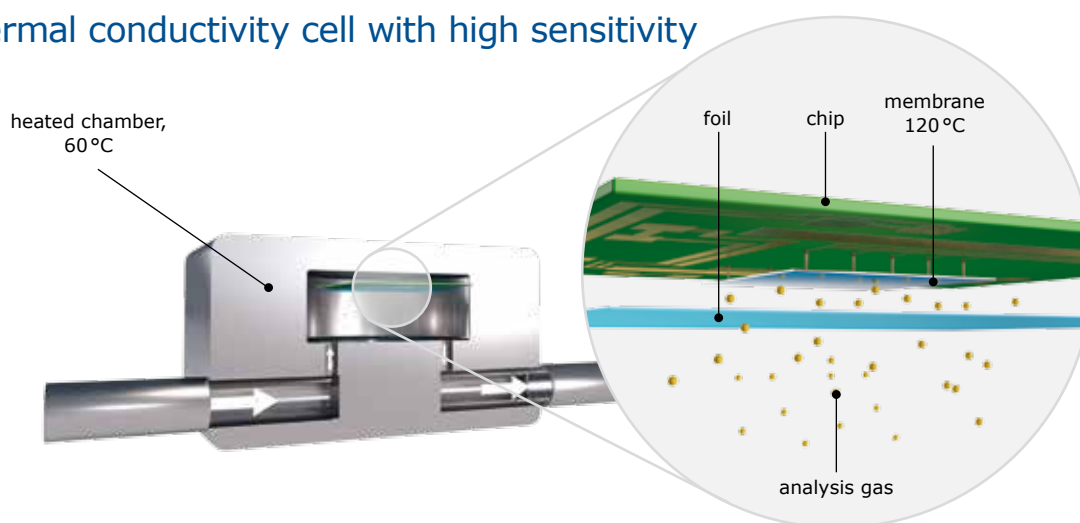 ermal conductivity cell with high sensitivity
heated chamber,
60°C
foil
chip
membrane
120°C
analysis gas